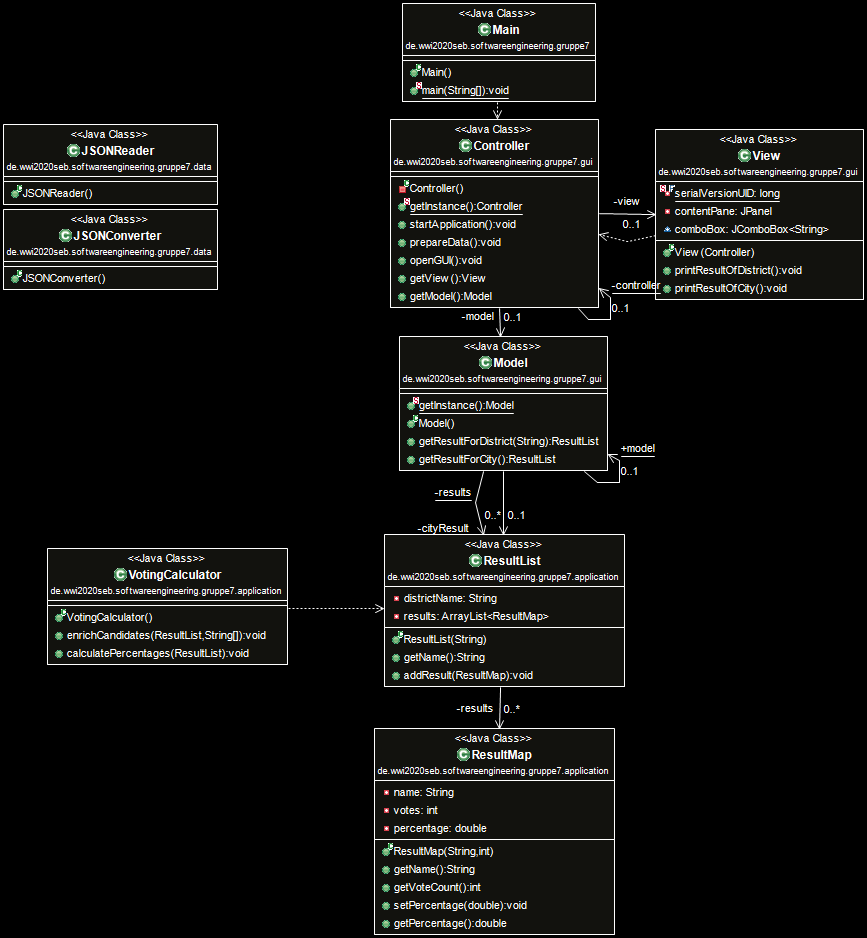 <<Java Class>>
Main
de.wwi2020seb.softwareengineering.gruppe7
Main()
main(String[]):void
<<Java Class>>
JSONReader
de.wwi2020seb.softwareengineering.gruppe7.data
JSONReader()
<<Java Class>>
JSONConverter
de.wwi2020seb.softwareengineering.gruppe7.data
JSONConverter()
<<Java Class>>
Controller
de.wwi2020seb.softwareengineering.gruppe7.gui
Controller()
getInstance():Controller
startApplication():void
prepareData():void
openGUI():void
getView():View
getModel():Model
-view
0..1
<<Java Class>>
View
de.wwi2020seb.softwareengineering.gruppe7.gui
serialVersionUID: long
contentPane: JPanel
comboBox: JComboBox<String>
View(Controller)
printResultOfDistrict():void
printResultOfCity():void
-controller
0..1
-model
0..1
<<Java Class>>
Model
de.wwi2020seb.softwareengineering.gruppe7.gui
getInstance():Model
Model()
getResultForDistrict(String):ResultList
getResultForCity():ResultList
+model
0..1
-results
0..*
0..1
-cityResult
<<Java Class>>
VotingCalculator
de.wwi2020seb.softwareengineering.gruppe7.application
VotingCalculator()
enrichCandidates(ResultList,String[]):void
calculatePercentages(ResultList):void
<<Java Class>>
ResultList
de.wwi2020seb.softwareengineering.gruppe7.application
districtName: String
results: ArrayList<ResultMap>
ResultList(String)
getName():String
addResult(ResultMap):void
-results
0..*
<<Java Class>>
ResultMap
de.wwi2020seb.softwareengineering.gruppe7.application
name: String
votes: int
percentage: double
ResultMap(String,int)
getName():String
getVoteCount():int
setPercentage(double):void
getPercentage():double